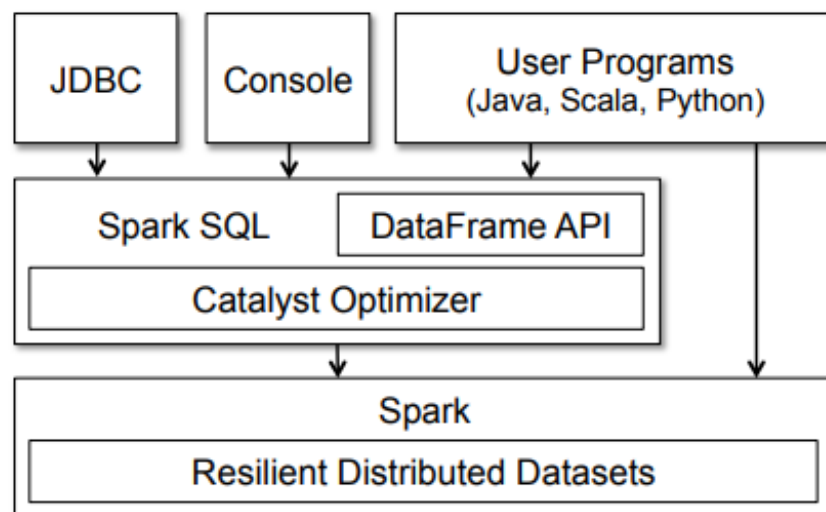 JDBC
Console
User Programs
(Java, Scala, Python)
Spark SQL
DataFrame API
Catalyst Optimizer
Spark
Resilient Distributed Datasets